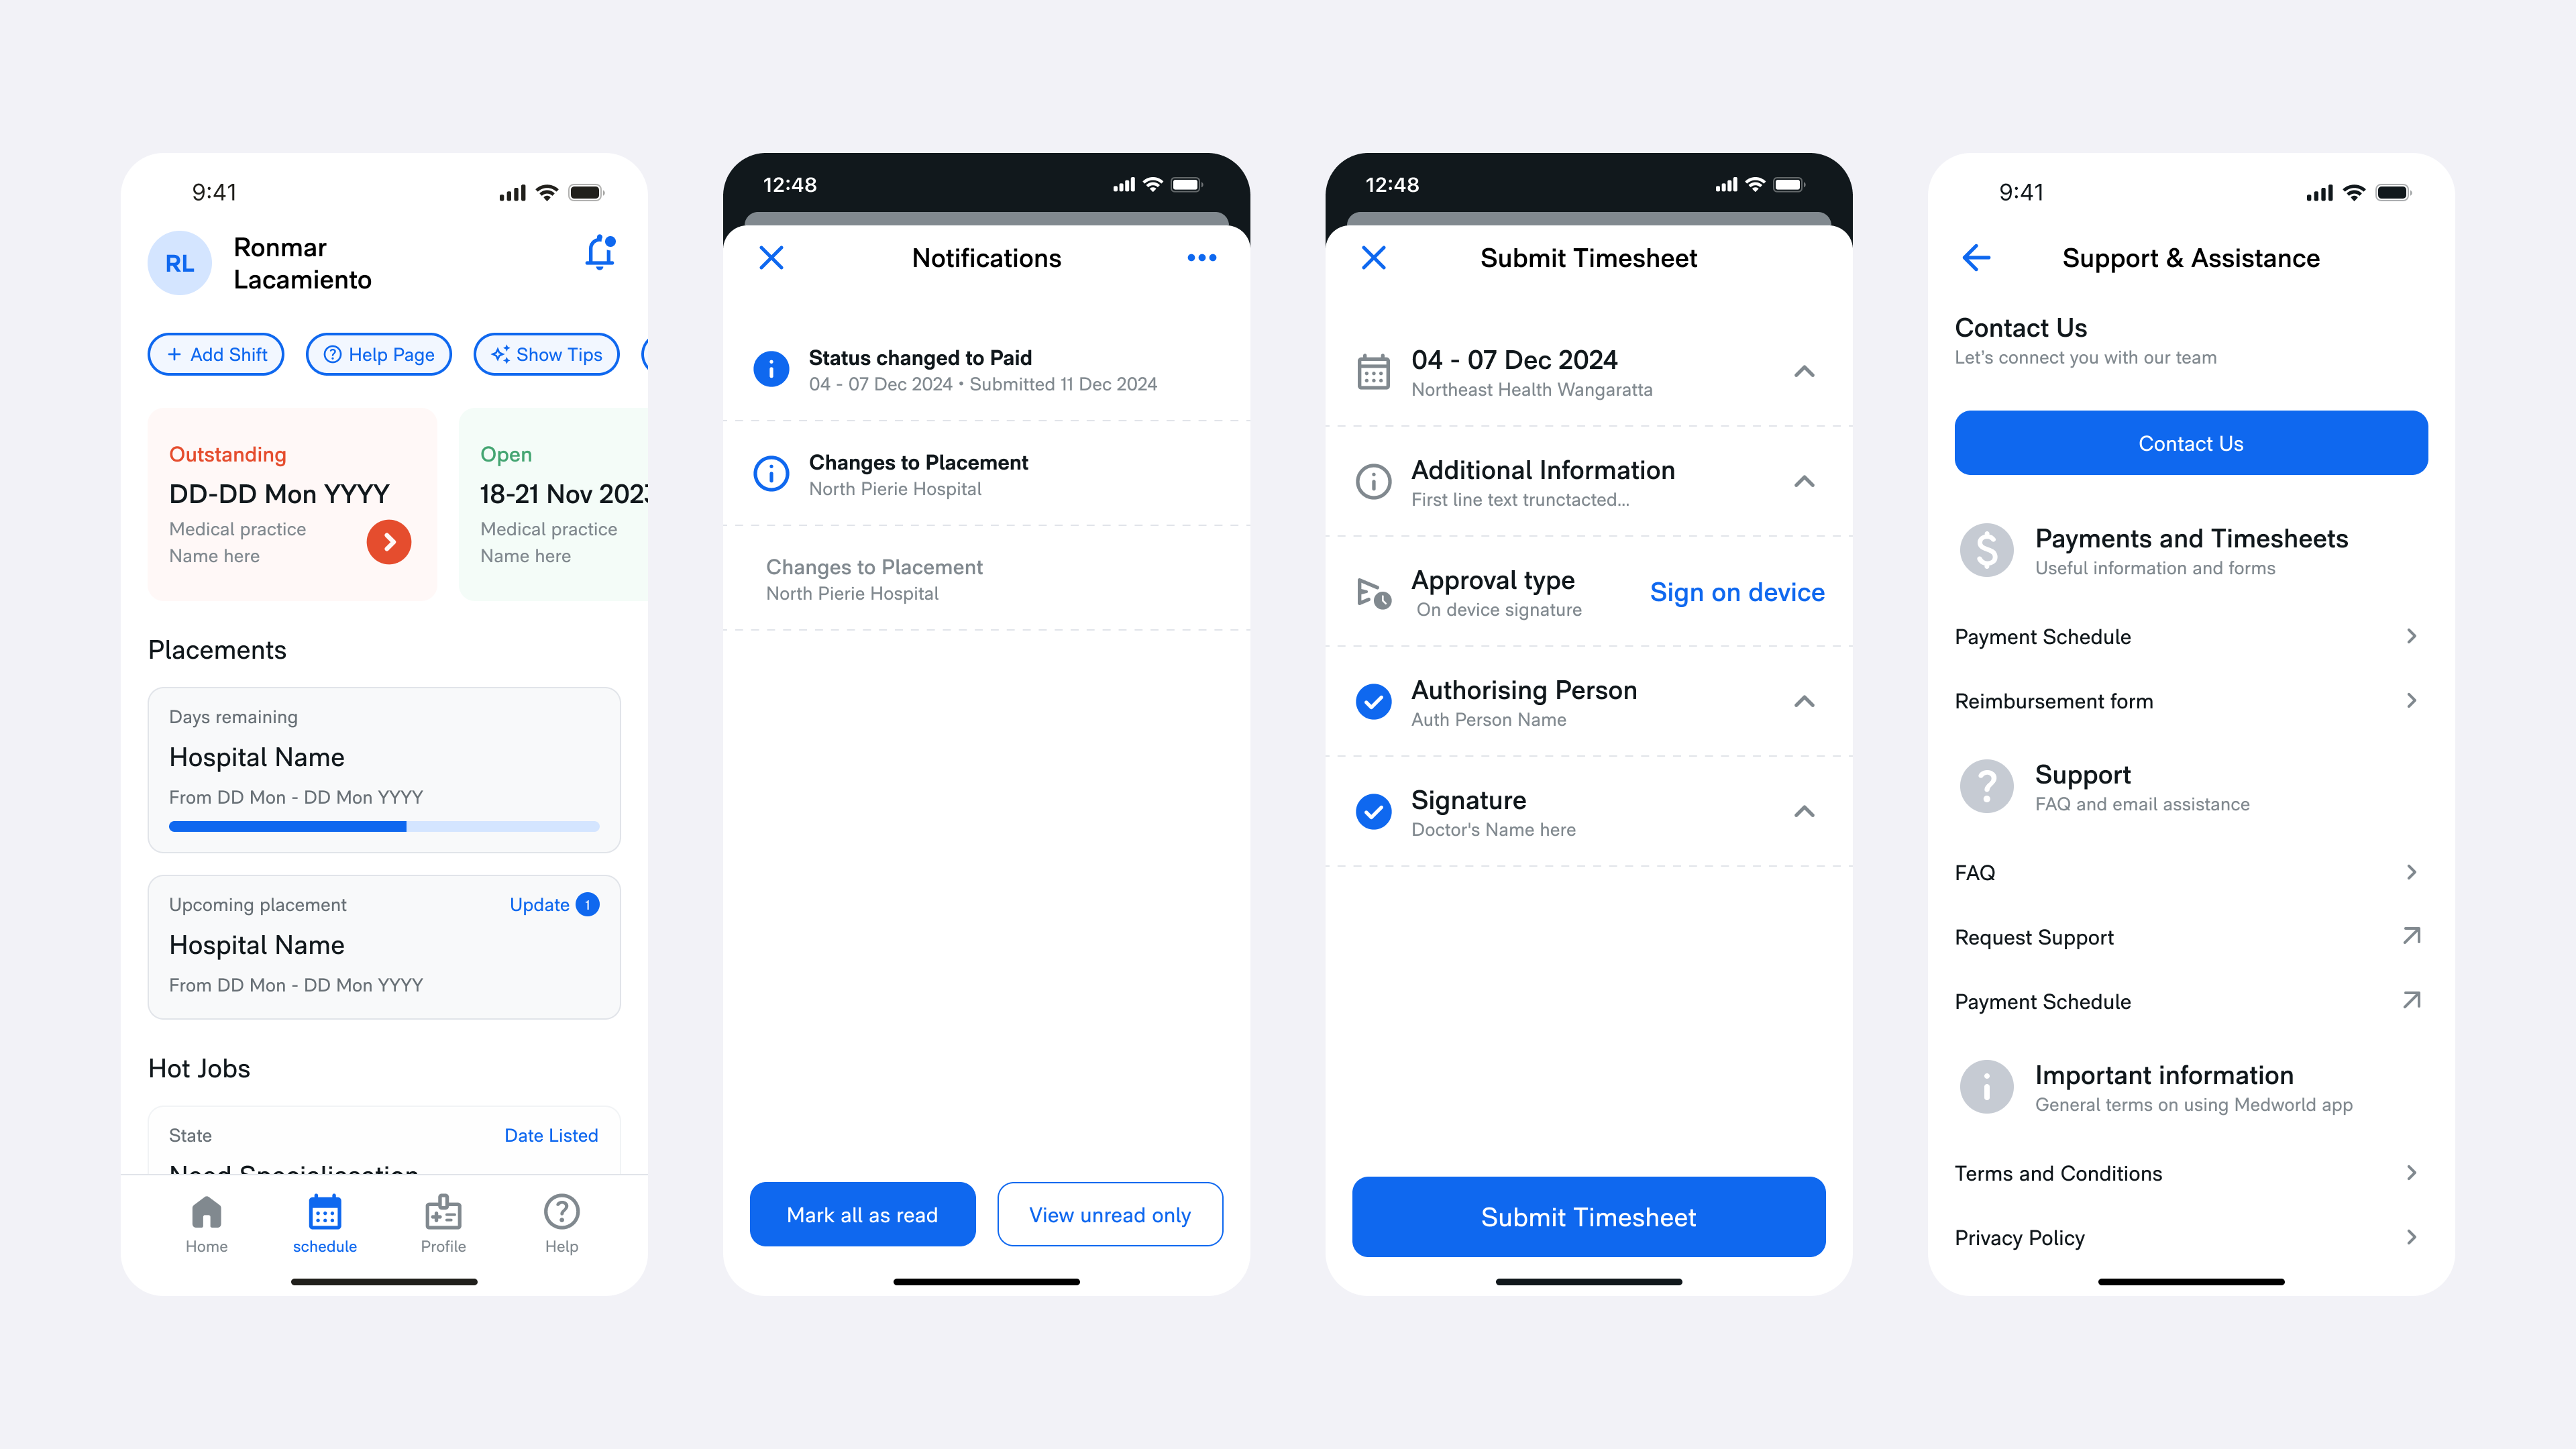 9:41
RL
Ronmar
Lacamiento
Add Shift
Help Page
Show Tips
Outstanding
DD-DD Mon YYYY
Medical practice
Name here
Open
18-21 Nov 2023
Medical practice
Name here
Placements
Days remaining
Hospital Name
From DD Mon - DD Mon YYYY
Upcoming placement
Update 1
Hospital Name
From DD Mon - DD Mon YYYY
Hot Jobs
State
Date Listed
Need Specialisation
Home
schedule
Profile
Help
12:48
Notifications
Status changed to Paid
04 - 07 Dec 2024 • Submitted 11 Dec 2024
Changes to Placement
North Pierie Hospital
Changes to Placement
North Pierie Hospital
Mark all as read
View unread only
12:48
Submit Timesheet
04 - 07 Dec 2024
Northeast Health Wangaratta
Additional Information
First line text trunctacted...
Approval type
On device signature
Sign on device
Authorising Person
Auth Person Name
Signature
Doctor's Name here
Submit Timesheet
9:41
Support & Assistance
Contact Us
Let's connect you with our team
Contact Us
Payments and Timesheets
Useful information and forms
Payment Schedule
Reimbursement form
Support
FAQ and email assistance
FAQ
Request Support
Payment Schedule
Important information
General terms on using Medworld app
Terms and Conditions
Privacy Policy